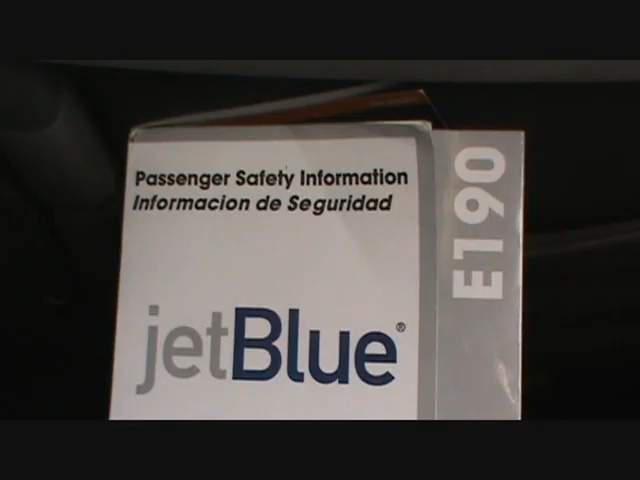 Passenger Safety Information
Informacion de Seguridad
jetBlue®
E190